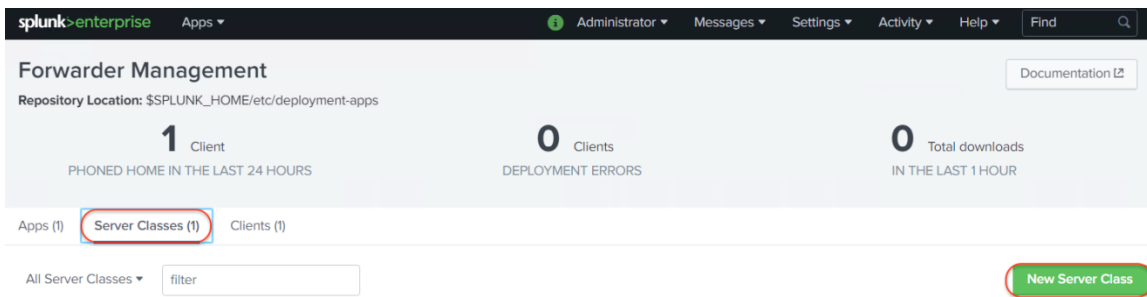 splunk>enterprise Apps ▾ i Administrator ▾ Messages ▾ Settings ▾ Activity ▾ Help ▾ Find
Forwarder Management
Documentation
Repository Location: $SPLUNK_HOME/etc/deployment-apps
1 Client 0 Clients 0 Total downloads
PHONED HOME IN THE LAST 24 HOURS DEPLOYMENT ERRORS IN THE LAST 1 HOUR
Apps (1) Server Classes (1) Clients (1)
All Server Classes ▾ filter New Server Class